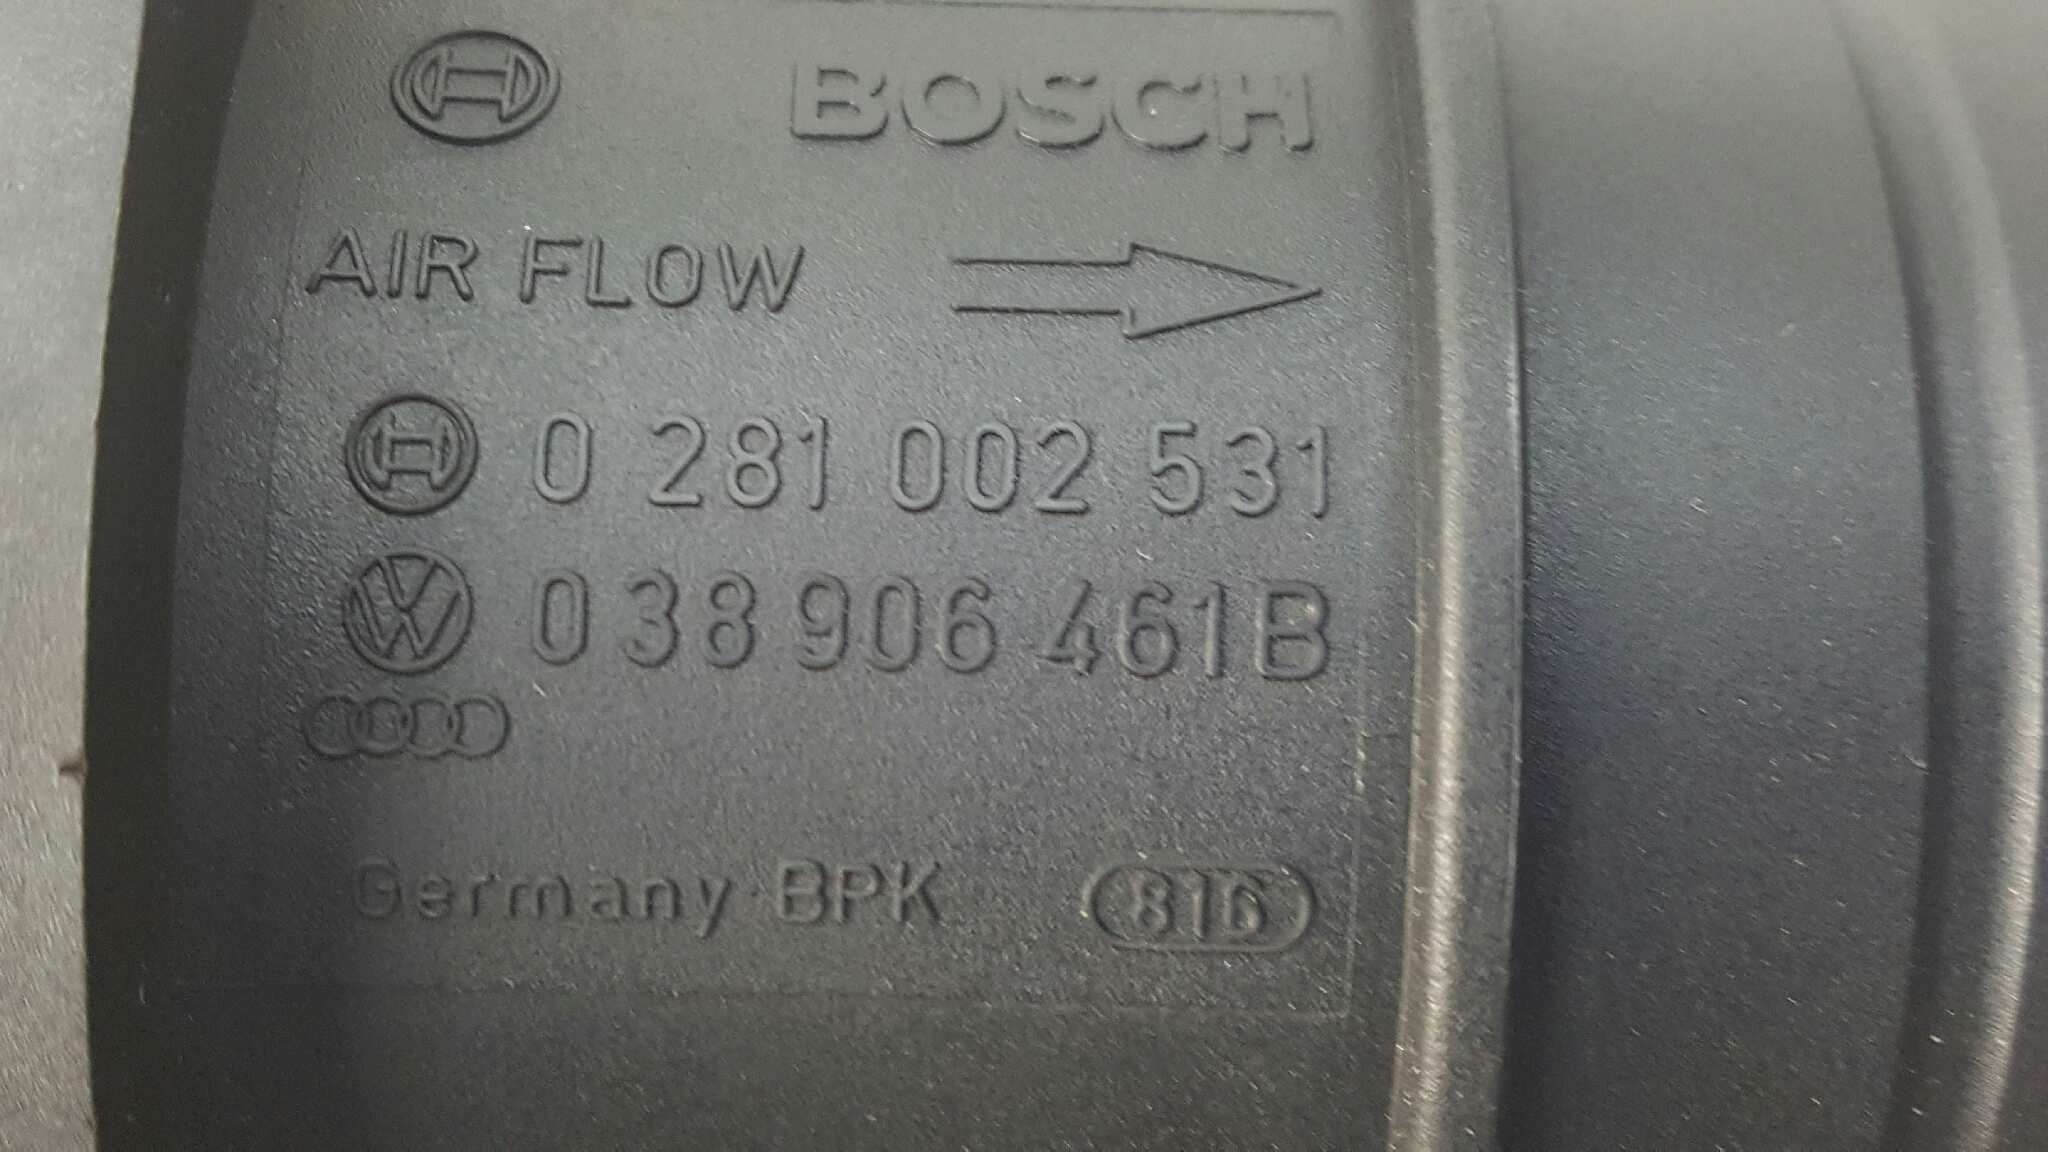 BOSCH
AIR FLOW
0 281 002 531
038 906 461B
Germany BPK 816